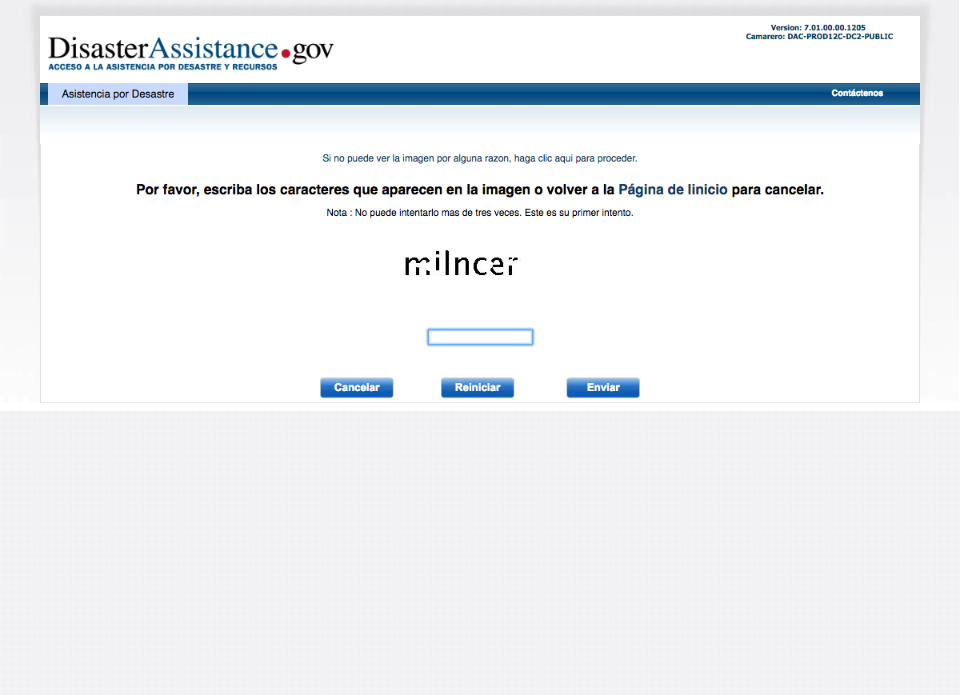 DisasterAssistance.gov
ACCESO A LA ASISTENCIA POR DESASTRE Y RECURSOS
Version: 7.01.00.00.1205
Camarero: DAC-PROD12C-DC2-PUBLIC
Asistencia por Desastre
Contáctenos
Si no puede ver la imagen por alguna razon, haga clic aqui para proceder.
Por favor, escriba los caracteres que aparecen en la imagen o volver a la Página de Iinicio para cancelar.
Nota : No puede intentarlo mas de tres veces. Este es su primer intento.
Cancelar
Reiniciar
Enviar